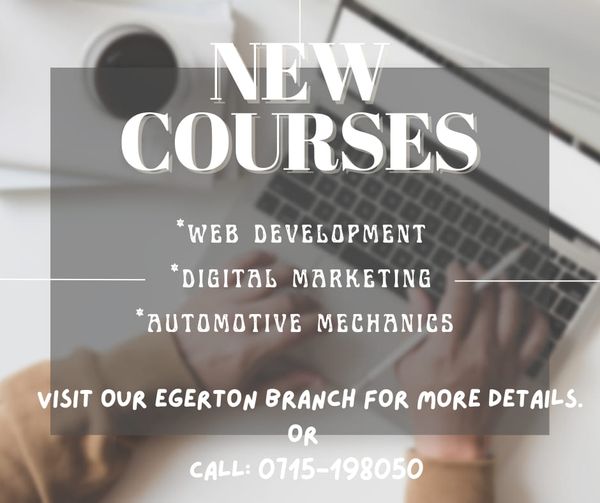 NEW
COURSES
*WEB DEVELOPMENT
*DIGITAL MARKETING
*AUTOMOTIVE MECHANICS
VISIT OUR EGERTON BRANCH FOR MORE DETAILS.
OR
CALL: 0715-198050